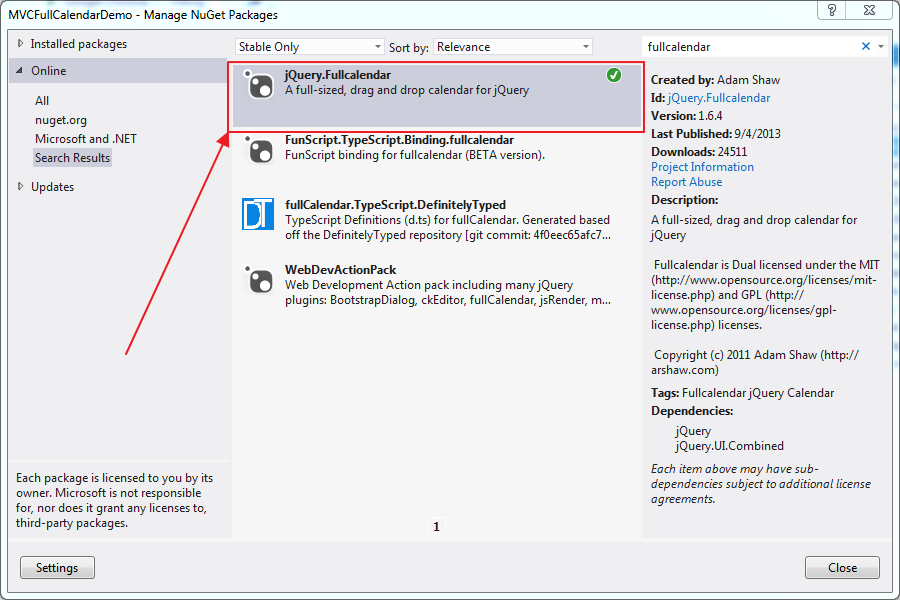 MVCFullCalendarDemo - Manage NuGet Packages
?
Installed packages
Online
All
nuget.org
Microsoft and .NET
Search Results
Updates
Each package is licensed to you by its
owner. Microsoft is not responsible
for, nor does it grant any licenses to,
third-party packages.
Stable Only
Sort by:
Relevance
jQuery.Fullcalendar
A full-sized, drag and drop calendar for jQuery
FunScript.TypeScript.Binding.fullcalendar
FunScript binding for fullcalendar (BETA version).
DT
fullCalendar.TypeScript.DefinitelyTyped
TypeScript Definitions (d.ts) for fullCalendar. Generated based
off the DefinitelyTyped repository [git commit: 4f0eec65afc7...
WebDevActionPack
Web Development Action pack including many jQuery
plugins: BootstrapDialog, ckEditor, fullCalendar, jsRender, m...
1
fullcalendar
Created by: Adam Shaw
Id: jQuery.Fullcalendar
Version: 1.6.4
Last Published: 9/4/2013
Downloads: 24511
Project Information
Report Abuse
Description:
A full-sized, drag and drop calendar for
jQuery
Fullcalendar is Dual licensed under the MIT
(http://www.opensource.org/licenses/mit-
license.php) and GPL (http://
www.opensource.org/licenses/gpl-
license.php) licenses.
Copyright (c) 2011 Adam Shaw (http://
arshaw.com)
Tags: Fullcalendar jQuery Calendar
Dependencies:
jQuery
jQuery.UI.Combined
Each item above may have sub-
dependencies subject to additional license
agreements.
Settings
Close